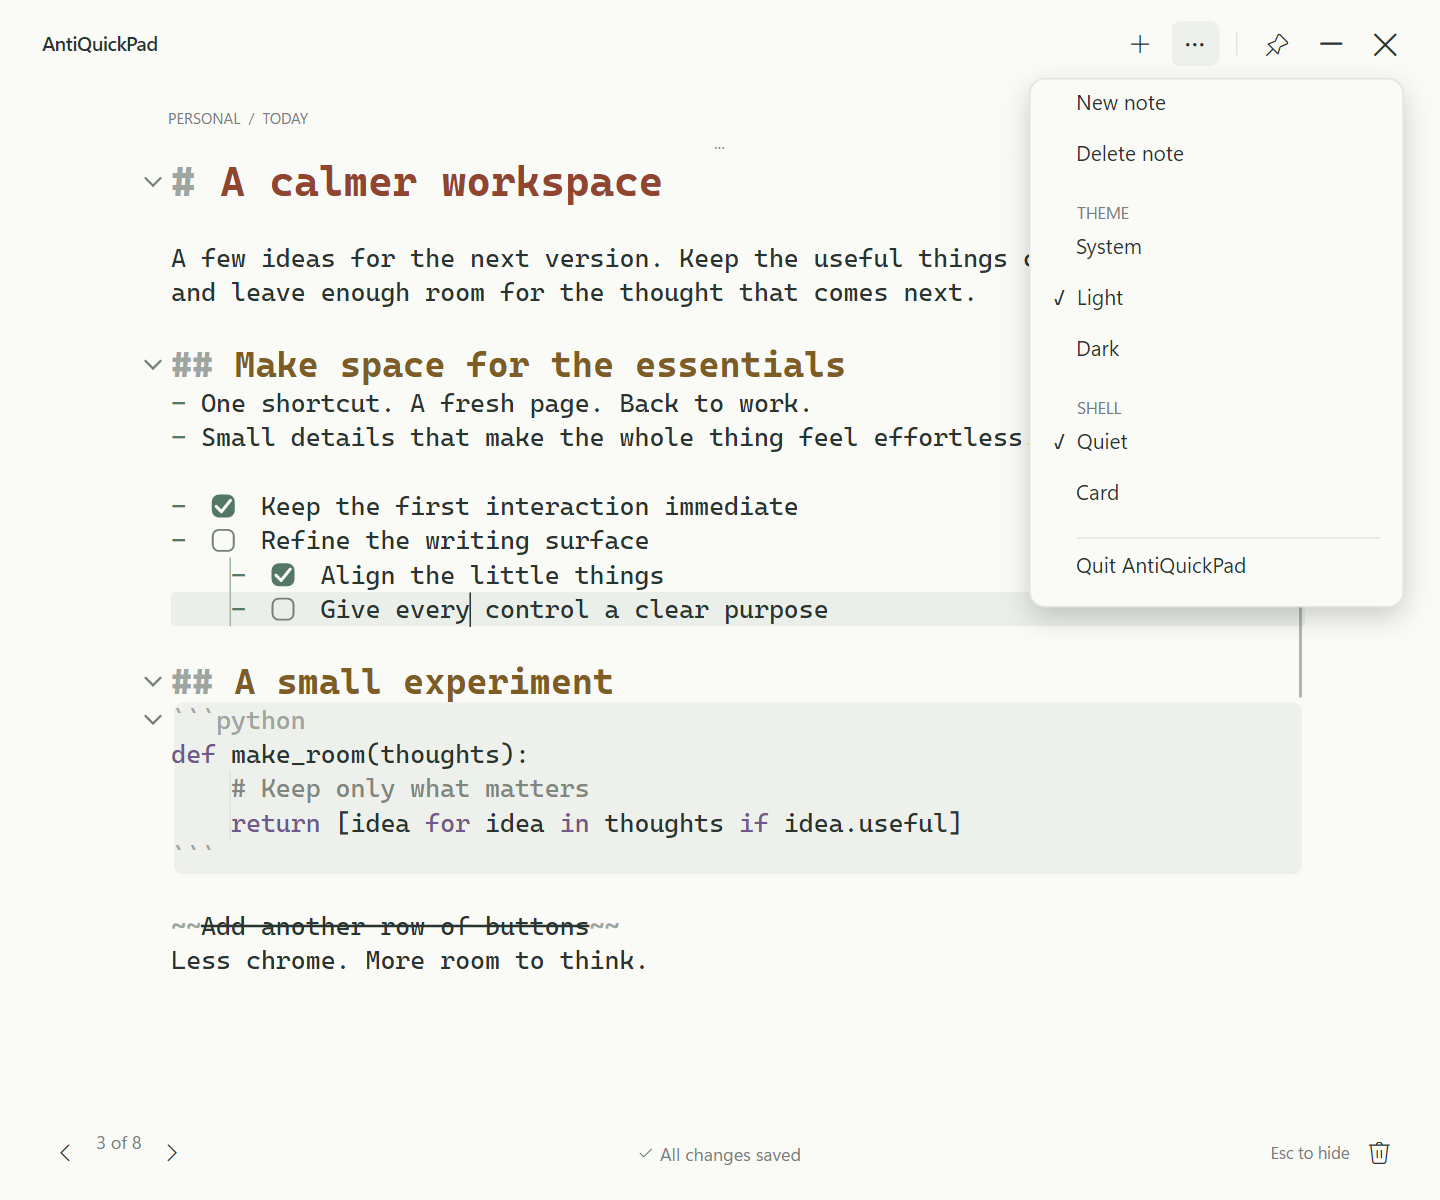 AntiQuickPad
PERSONAL / TODAY
...
# A calmer workspace
A few ideas for the next version. Keep the useful things
and leave enough room for the thought that comes next.
## Make space for the essentials
- One shortcut. A fresh page. Back to work.
- Small details that make the whole thing feel effortless.
- Keep the first interaction immediate
- Refine the writing surface
- Align the little things
- Give every control a clear purpose
## A small experiment
```python
def make_room(thoughts):
# Keep only what matters
return [idea for idea in thoughts if idea.useful]
```
~~Add another row of buttons~~
Less chrome. More room to think.
New note
Delete note
THEME
System
✓ Light
Dark
SHELL
✓ Quiet
Card
Quit AntiQuickPad
3 of 8
✓ All changes saved
Esc to hide